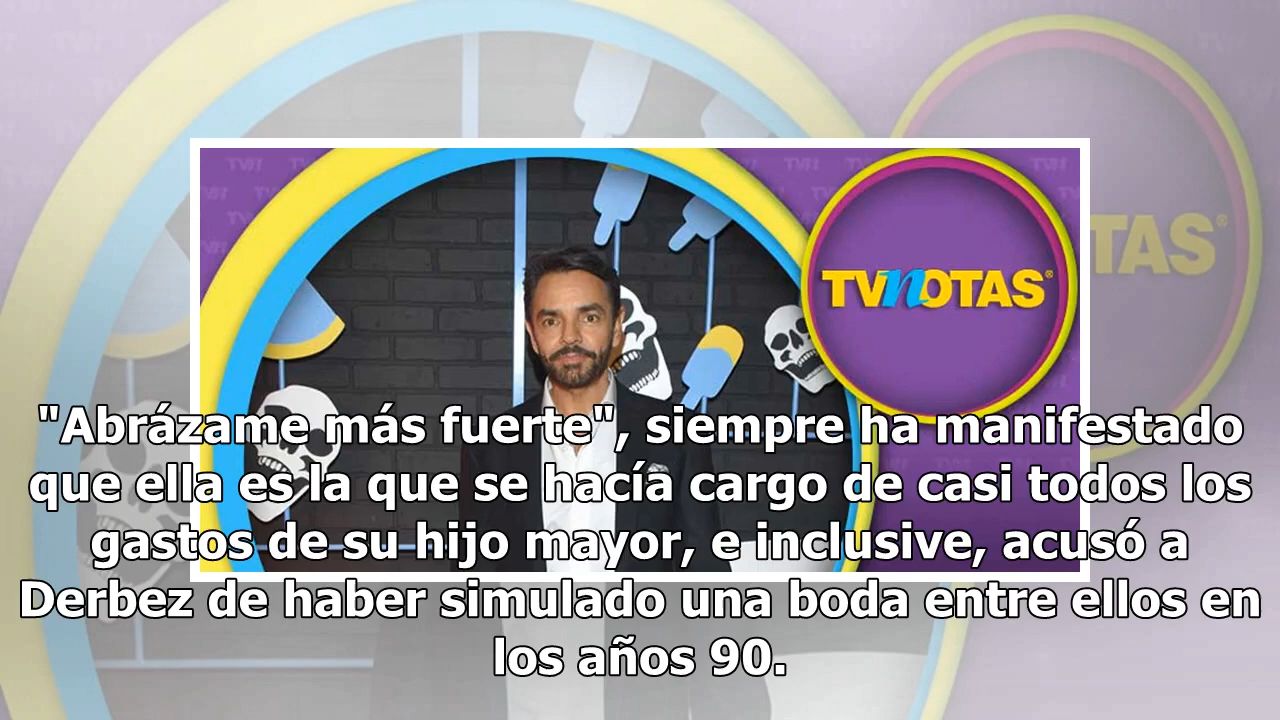 TVnOTAS®
TAS®
"Abrázame más fuerte", siempre ha manifestado
que ella es la que se hacía cargo de casi todos los
gastos de su hijo mayor, e inclusive, acusó a
Derbez de haber simulado una boda entre ellos en
los años 90.